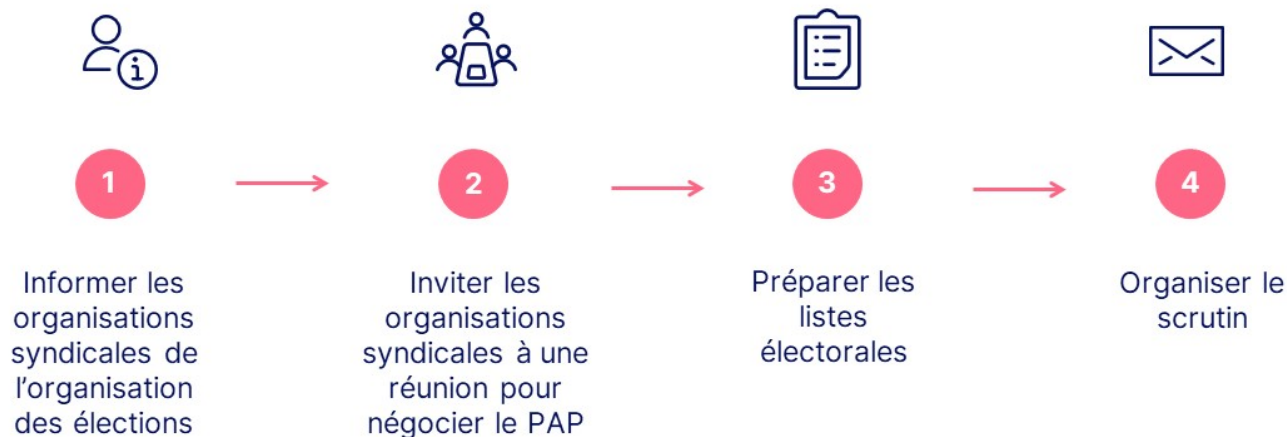 1
Informer les
organisations
syndicales de
l'organisation
des élections
2
Inviter les
organisations
syndicales à une
réunion pour
négocier le PAP
3
Préparer les
listes
électorales
4
Organiser le
scrutin